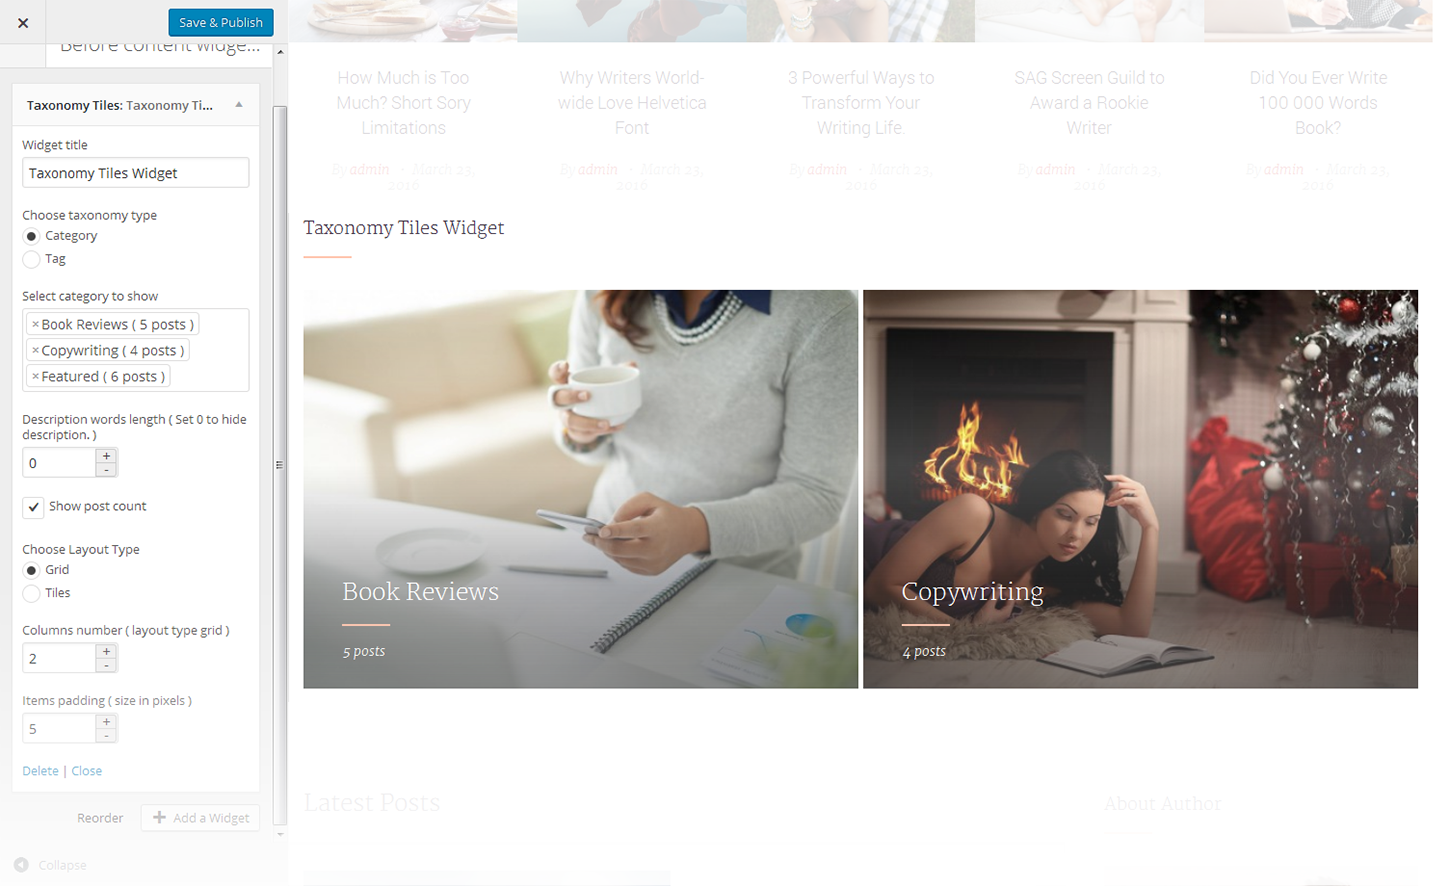 Save & Publish
Before content widge...
Taxonomy Tiles: Taxonomy Ti...
Widget title
Taxonomy Tiles Widget
Choose taxonomy type
Category
Tag
Select category to show
×Book Reviews ( 5 posts )
×Copywriting ( 4 posts )
×Featured ( 6 posts )
Description words length ( Set 0 to hide
description. )
0
+
-
Show post count
Choose Layout Type
Grid
Tiles
Columns number ( layout type grid )
2
+
-
Items padding ( size in pixels )
5
+
-
Delete | Close
Reorder
Add a Widget
Collapse
How Much is Too
Much? Short Sory
Limitations
By admin · March 23,
2016
Why Writers World-
wide Love Helvetica
Font
By admin · March 23,
2016
3 Powerful Ways to
Transform Your
Writing Life.
By admin · March 23,
2016
SAG Screen Guild to
Award a Rookie
Writer
By admin · March 23,
2016
Did You Ever Write
100 000 Words
Book?
By admin · March 23,
2016
Taxonomy Tiles Widget
Book Reviews
5 posts
Copywriting
4 posts
Latest Posts
About Author